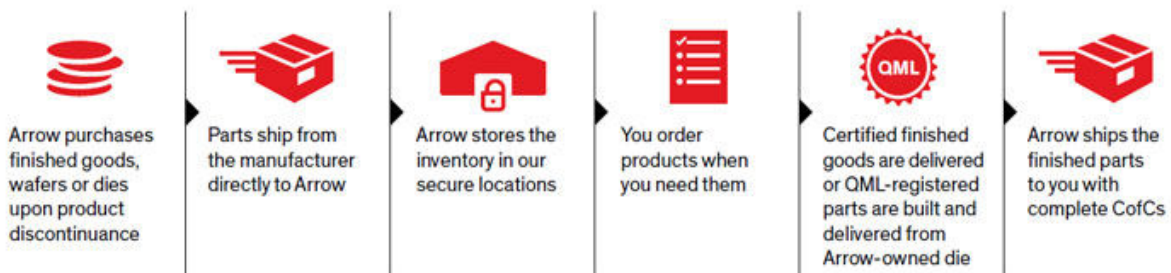 Arrow purchases
finished goods,
wafers or dies
upon product
discontinuance
Parts ship from
the manufacturer
directly to Arrow
Arrow stores the
inventory in our
secure locations
You order
products when
you need them
QML
Certified finished
goods are delivered
or QML-registered
parts are built and
delivered from
Arrow-owned die
Arrow ships the
finished parts
to you with
complete CofCs